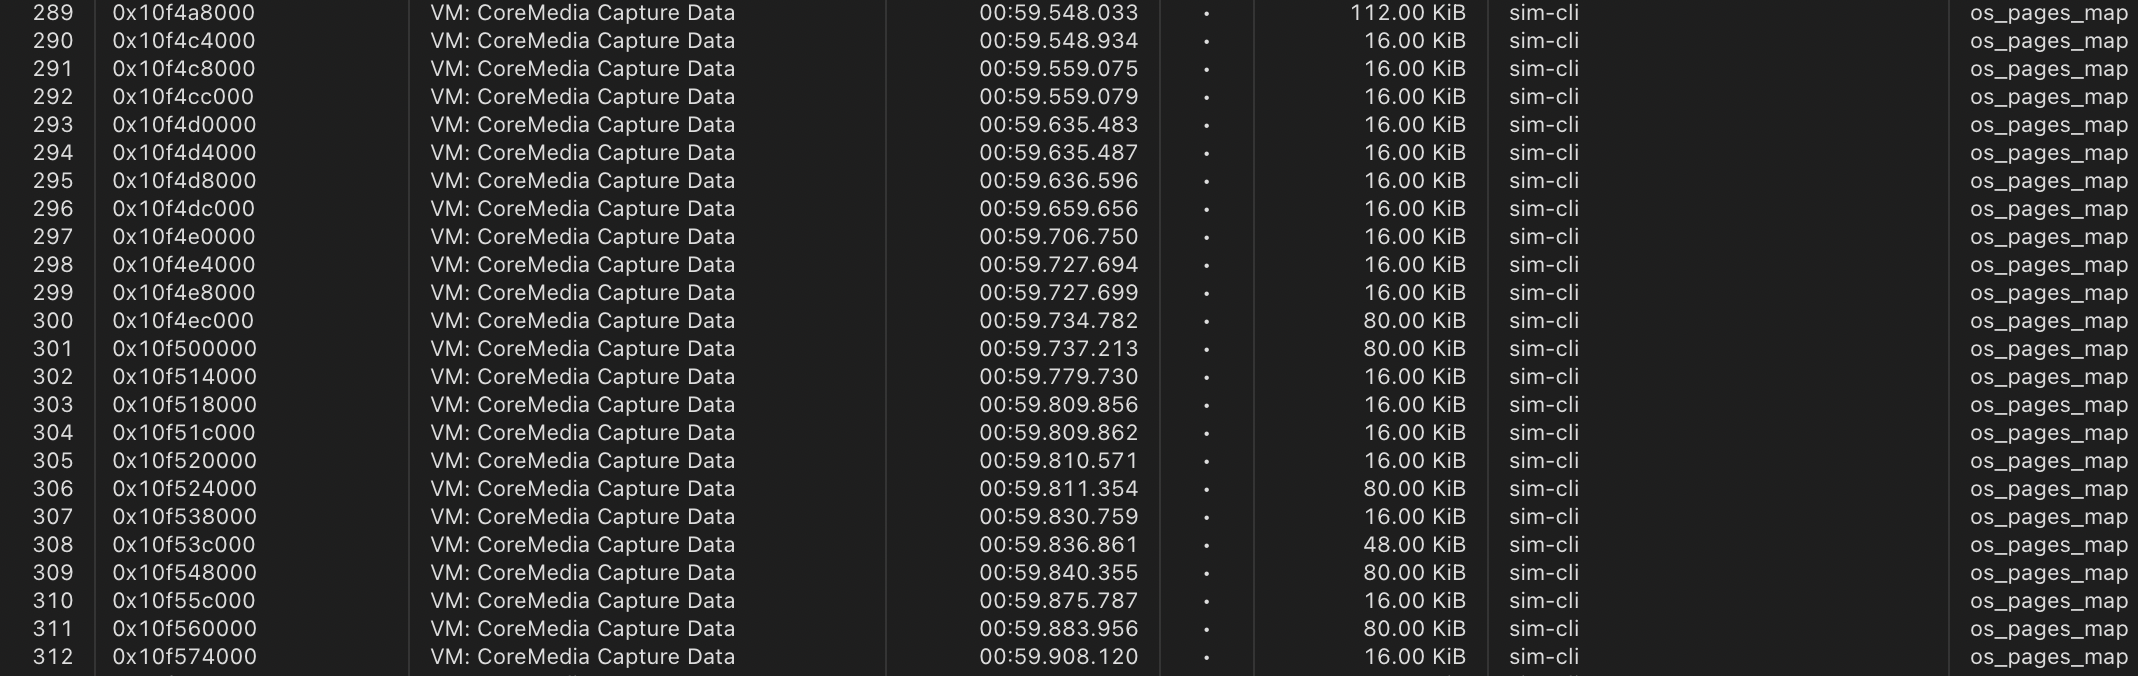 289 0x10f4a8000 VM: CoreMedia Capture Data 00:59.548.033 • 112.00 KiB sim-cli os_pages_map
290 0x10f4c4000 VM: CoreMedia Capture Data 00:59.548.934 • 16.00 KiB sim-cli os_pages_map
291 0x10f4c8000 VM: CoreMedia Capture Data 00:59.559.075 • 16.00 KiB sim-cli os_pages_map
292 0x10f4cc000 VM: CoreMedia Capture Data 00:59.559.079 • 16.00 KiB sim-cli os_pages_map
293 0x10f4d0000 VM: CoreMedia Capture Data 00:59.635.483 • 16.00 KiB sim-cli os_pages_map
294 0x10f4d4000 VM: CoreMedia Capture Data 00:59.635.487 • 16.00 KiB sim-cli os_pages_map
295 0x10f4d8000 VM: CoreMedia Capture Data 00:59.636.596 • 16.00 KiB sim-cli os_pages_map
296 0x10f4dc000 VM: CoreMedia Capture Data 00:59.659.656 • 16.00 KiB sim-cli os_pages_map
297 0x10f4e0000 VM: CoreMedia Capture Data 00:59.706.750 • 16.00 KiB sim-cli os_pages_map
298 0x10f4e4000 VM: CoreMedia Capture Data 00:59.727.694 • 16.00 KiB sim-cli os_pages_map
299 0x10f4e8000 VM: CoreMedia Capture Data 00:59.727.699 • 16.00 KiB sim-cli os_pages_map
300 0x10f4ec000 VM: CoreMedia Capture Data 00:59.734.782 • 80.00 KiB sim-cli os_pages_map
301 0x10f500000 VM: CoreMedia Capture Data 00:59.737.213 • 80.00 KiB sim-cli os_pages_map
302 0x10f514000 VM: CoreMedia Capture Data 00:59.779.730 • 16.00 KiB sim-cli os_pages_map
303 0x10f518000 VM: CoreMedia Capture Data 00:59.809.856 • 16.00 KiB sim-cli os_pages_map
304 0x10f51c000 VM: CoreMedia Capture Data 00:59.809.862 • 16.00 KiB sim-cli os_pages_map
305 0x10f520000 VM: CoreMedia Capture Data 00:59.810.571 • 16.00 KiB sim-cli os_pages_map
306 0x10f524000 VM: CoreMedia Capture Data 00:59.811.354 • 80.00 KiB sim-cli os_pages_map
307 0x10f538000 VM: CoreMedia Capture Data 00:59.830.759 • 16.00 KiB sim-cli os_pages_map
308 0x10f53c000 VM: CoreMedia Capture Data 00:59.836.861 • 48.00 KiB sim-cli os_pages_map
309 0x10f548000 VM: CoreMedia Capture Data 00:59.840.355 • 80.00 KiB sim-cli os_pages_map
310 0x10f55c000 VM: CoreMedia Capture Data 00:59.875.787 • 16.00 KiB sim-cli os_pages_map
311 0x10f560000 VM: CoreMedia Capture Data 00:59.883.956 • 80.00 KiB sim-cli os_pages_map
312 0x10f574000 VM: CoreMedia Capture Data 00:59.908.120 • 16.00 KiB sim-cli os_pages_map